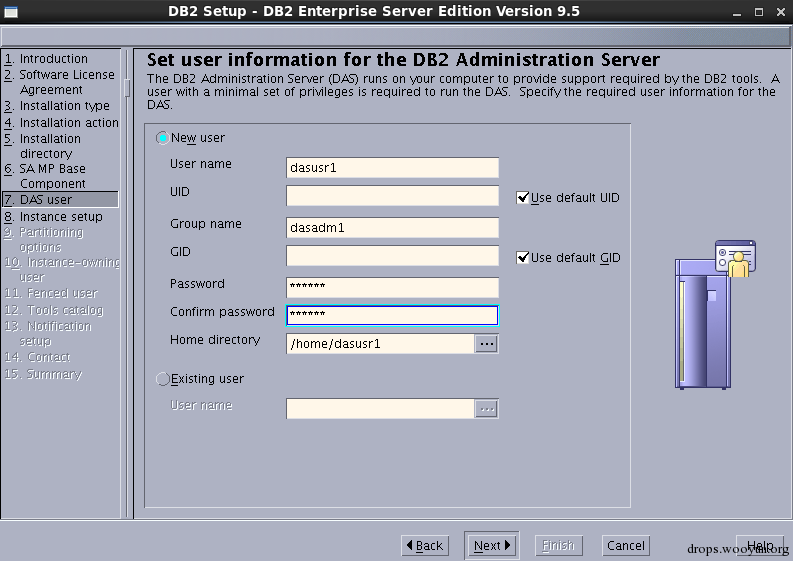 DB2 Setup - DB2 Enterprise Server Edition Version 9.5
1. Introduction
2. Software License
Agreement
3. Installation type
4. Installation action
5. Installation
directory
6. SA MP Base
Component
7. DAS user
8. Instance setup
9. Partitioning
options
10. Instance-owning
user
11. Fenced user
12. Tools catalog
13. Notification
setup
14. Contact
15. Summary
Set user information for the DB2 Administration Server
The DB2 Administration Server (DAS) runs on your computer to provide support required by the DB2 tools. A
user with a minimal set of privileges is required to run the DAS. Specify the required user information for the
DAS.
New user
User name dasusr1
UID Use default UID
Group name dasadm1
GID Use default GID
Password ******
Confirm password ******
Home directory /home/dasusr1 ...
Existing user
User name ...
Back Next Finish Cancel Help
drops.wooyun.org